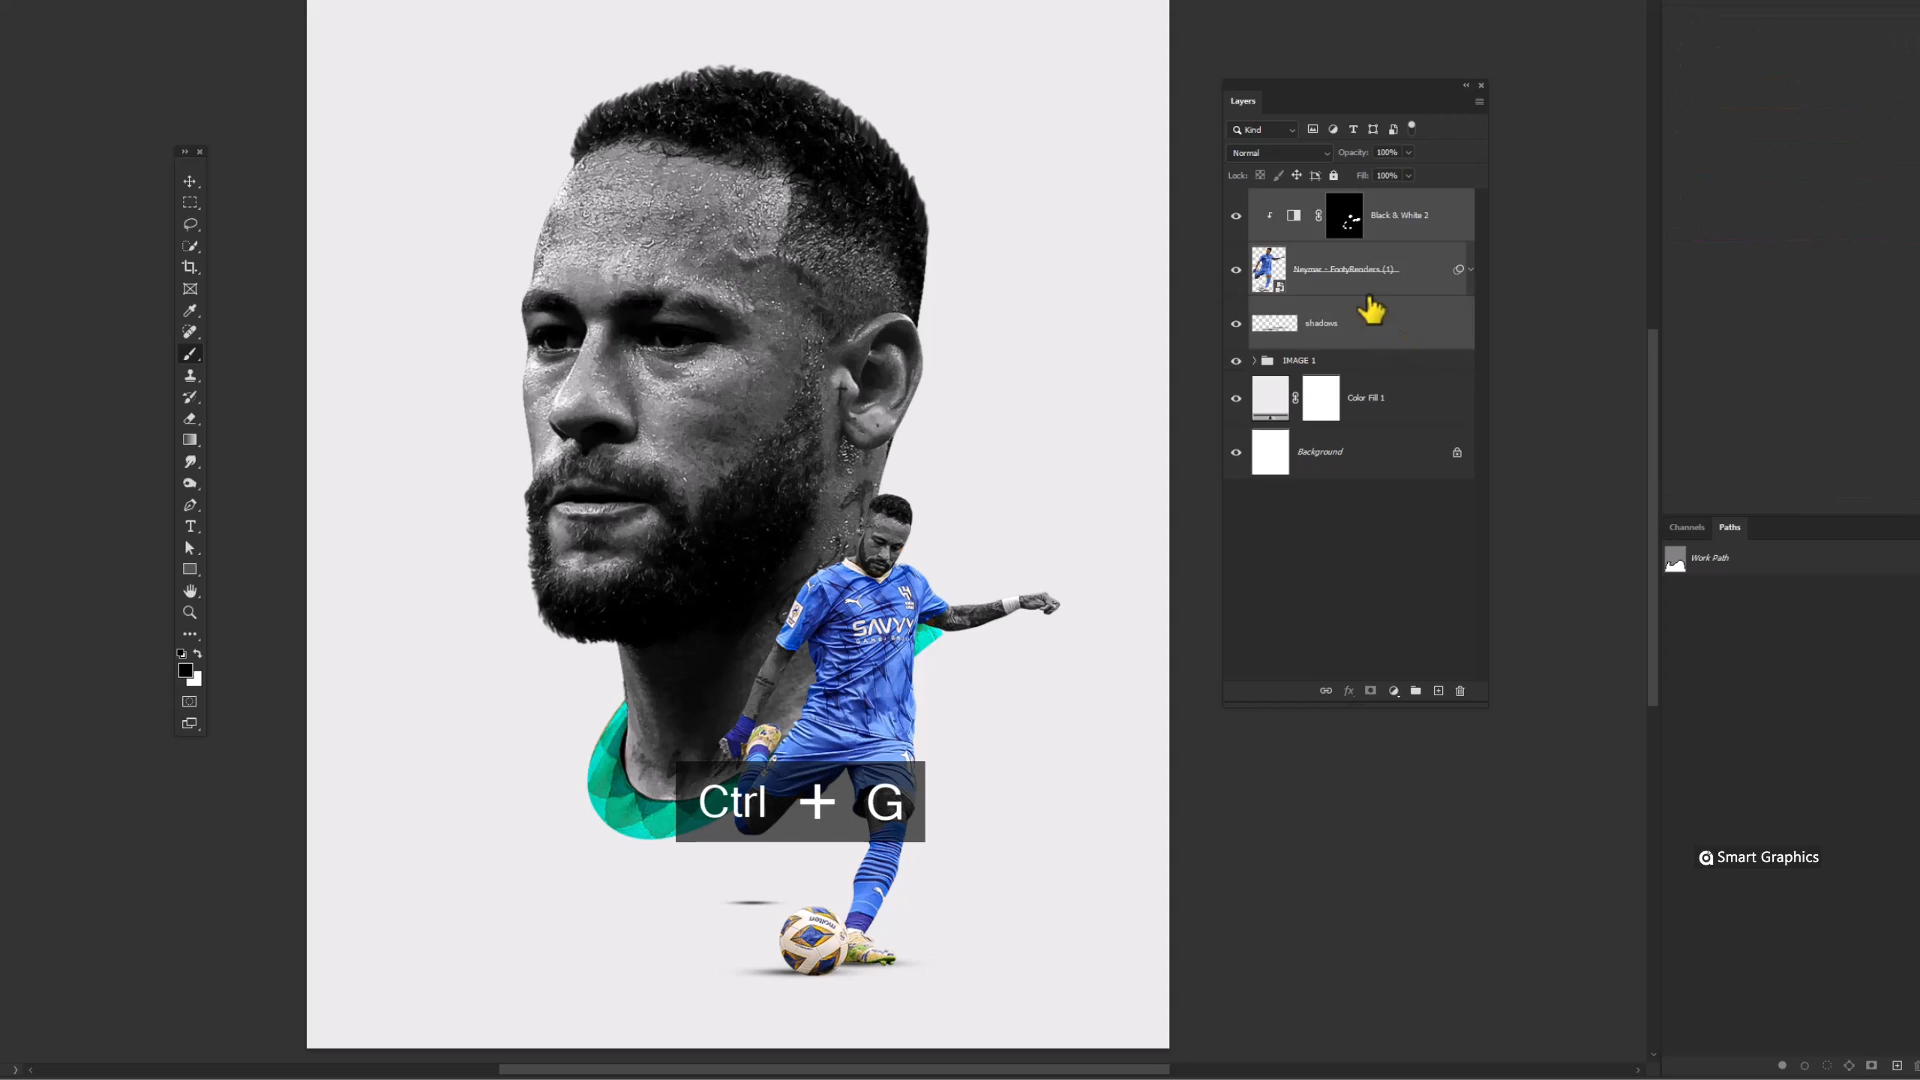 Layers
Kind
Normal
Opacity: 100%
Lock:
Fill: 100%
Black & White 2
Neymar - FootyRenders (1)
shadows
IMAGE 1
Color Fill 1
Background
Channels
Paths
Work Path
SAVVY
molten
Ctrl + G
Smart Graphics